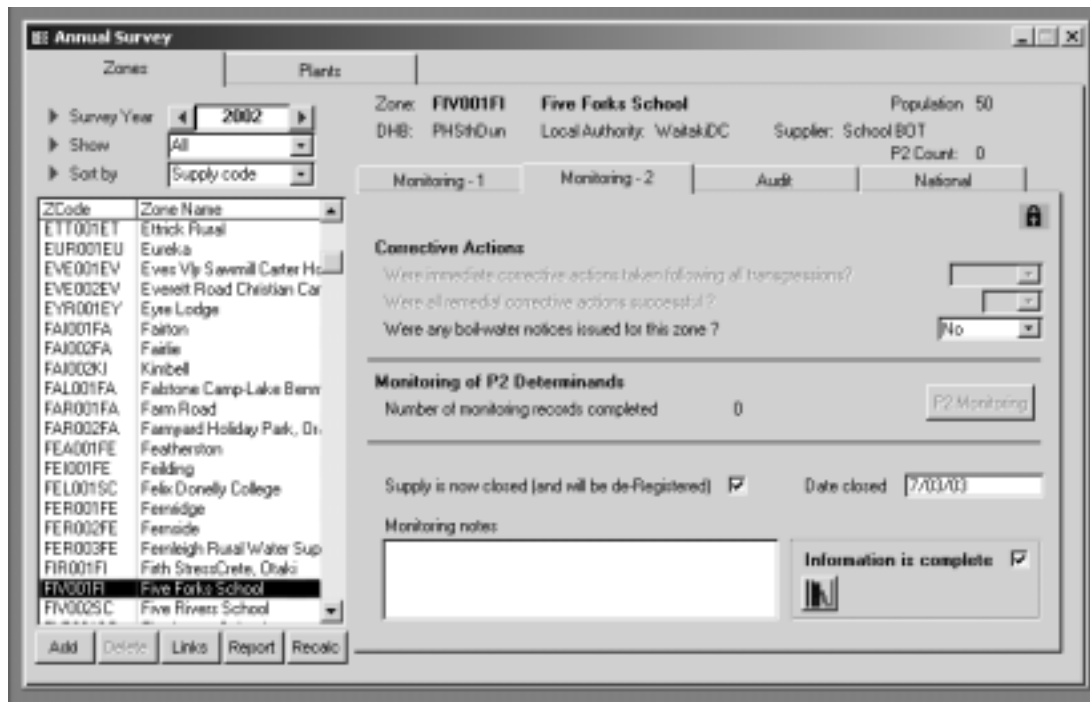 Annual Survey
Zones Plants
Survey Year 2002
Show All
Sort by Supply code
Zone: FIV001FI Five Forks School Population 50
DHB: PHSthDun Local Authority: WaitakiDC Supplier: School BOT
P2 Count: 0
Monitoring - 1 Monitoring - 2 Audit National
ZCode Zone Name
ETT001ET Ettrick Rural
EUR001EU Eureka
EVE001EV Eves Vly Sawmill Carter Ho
EVE002EV Everett Road Christian Car
EYR001EY Eyre Lodge
FAI001FA Fairton
FAI002FA Fairlie
FAI002KI Kimbell
FAL001FA Falstone Camp-Lake Benm
FAR001FA Farm Road
FAR002FA Farmyard Holiday Park,
FEA001FE Featherston
FEI001FE Feilding
FEL001SC Felix Donelly College
FER001FE Fernridge
FER002FE Fernside
FER003FE Fernleigh Rural Water Sup
FIR001FI Firth StressCrete, Otaki
FIV001FI Five Forks School
FIV002SC Five Rivers School
Add Delete Links Report Recalc
Corrective Actions
Were immediate corrective actions taken following all transgressions?
Were all remedial corrective actions successful ?
Were any boil-water notices issued for this zone ? No
Monitoring of P2 Determinands
Number of monitoring records completed 0 P2 Monitoring
Supply is now closed (and will be de-Registered) Date closed 7/03/03
Monitoring notes
Information is complete